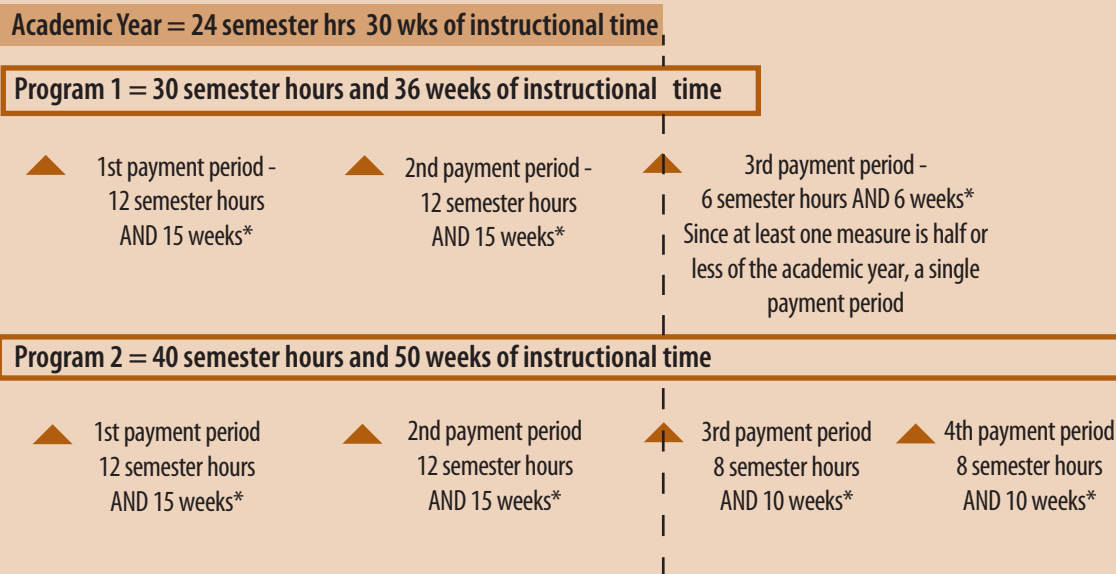 Academic Year = 24 semester hrs 30 wks of instructional time
Program 1 = 30 semester hours and 36 weeks of instructional time
1st payment period -
12 semester hours
AND 15 weeks*
2nd payment period -
12 semester hours
AND 15 weeks*
3rd payment period -
6 semester hours AND 6 weeks*
Since at least one measure is half or
less of the academic year, a single
payment period
Program 2 = 40 semester hours and 50 weeks of instructional time
1st payment period
12 semester hours
AND 15 weeks*
2nd payment period
12 semester hours
AND 15 weeks*
3rd payment period
8 semester hours
AND 10 weeks*
4th payment period
8 semester hours
AND 10 weeks*